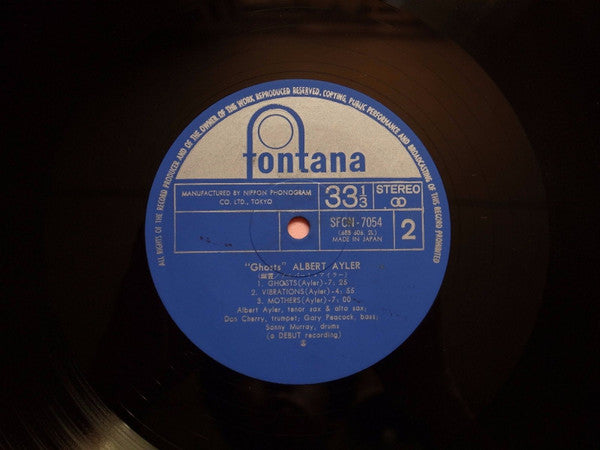 ALL RIGHTS OF THE RECORD PRODUCER AND OF THE OWNER OF THE WORK REPRODUCED RESERVED, COPYING, PUBLIC PERFORMANCE AND BROADCASTING OF THIS RECORD PROHIBITED
fontana
MANUFACTURED BY NIPPON PHONOGRAM CO. LTD., TOKYO
33 1/3
STEREO
SFON-7054
MADE IN JAPAN
2
"Ghosts" ALBERT AYLER
1. GHOSTS(Ayler)-7: 25
2. VIBRATIONS(Ayler)-4: 55
3. MOTHERS(Ayler)-7: 00
Albert Ayler, tenor sax & alto sax;
Don Cherry, trumpet; Gary Peacock, bass;
Sonny Murray, drums
(a DEBUT recording)